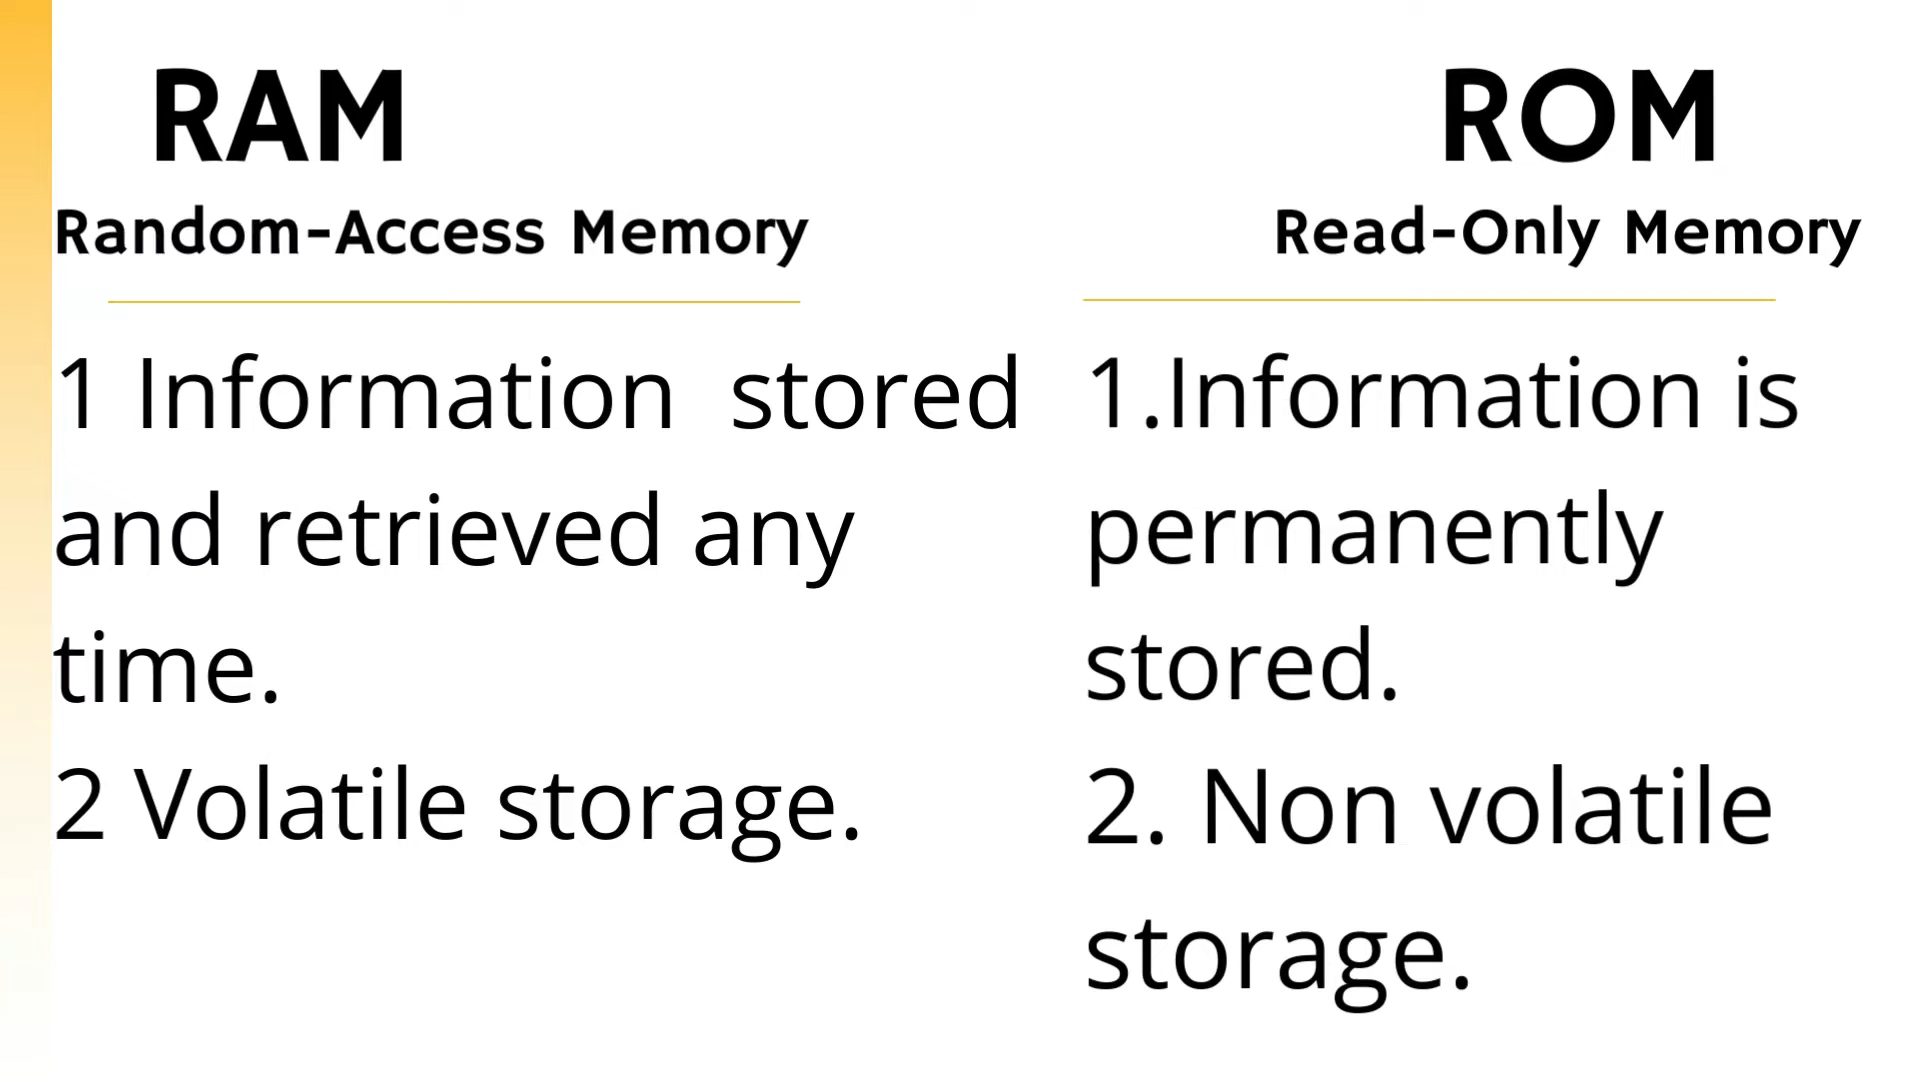 RAM
Random-Access Memory
1 Information  stored
and retrieved any
time.
2 Volatile storage.
ROM
Read-Only Memory
1.Information is
permanently
stored.
2. Non volatile
storage.